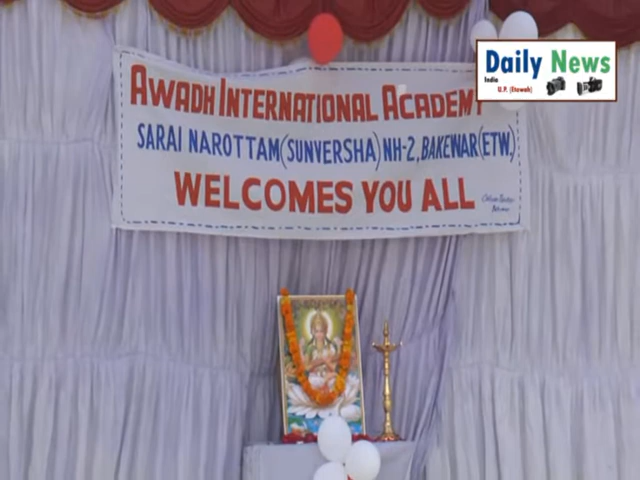 AWADH INTERNATIONAL ACADEMY
SARAI NAROTTAM(SUNVERSHA) NH-2, BAKEWAR(ETW.)
WELCOMES YOU ALL
Daily News
India
U.P. (Etawah)